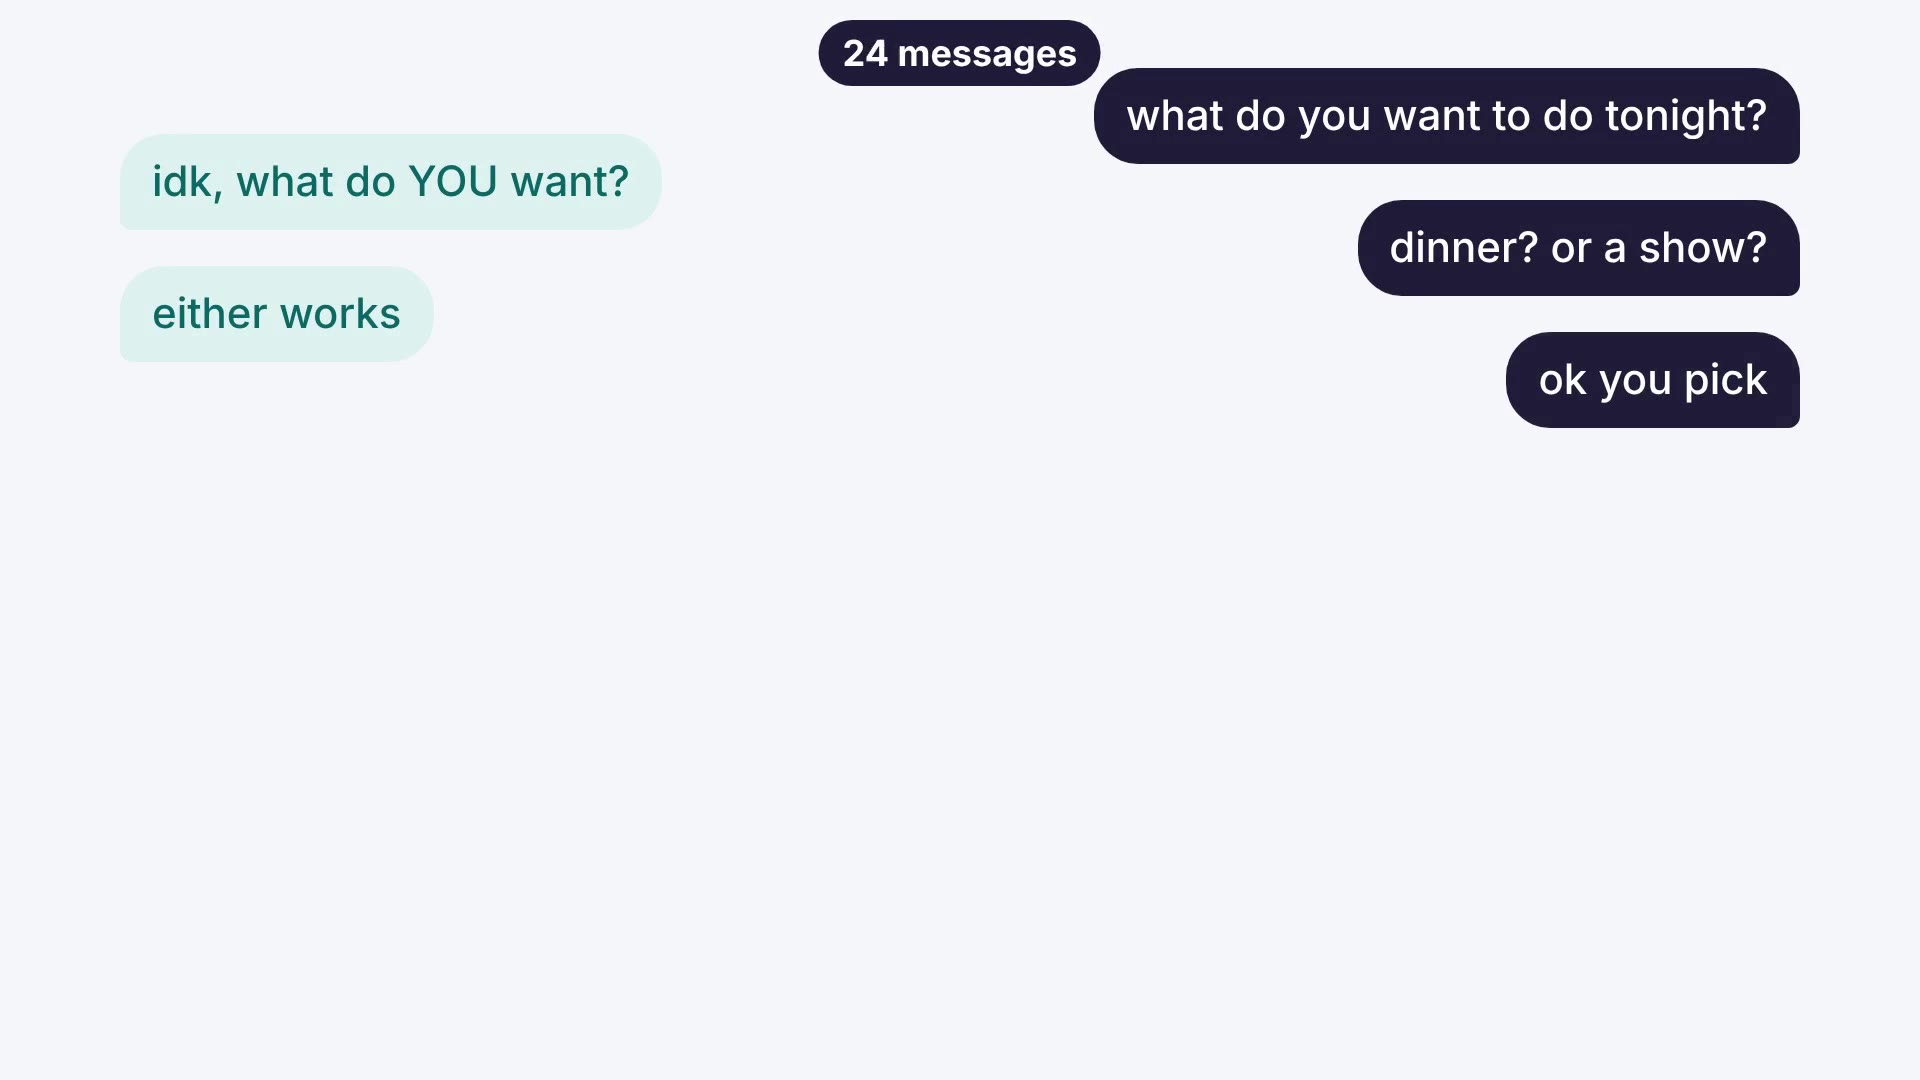 24 messages
what do you want to do tonight?
idk, what do YOU want?
dinner? or a show?
either works
ok you pick